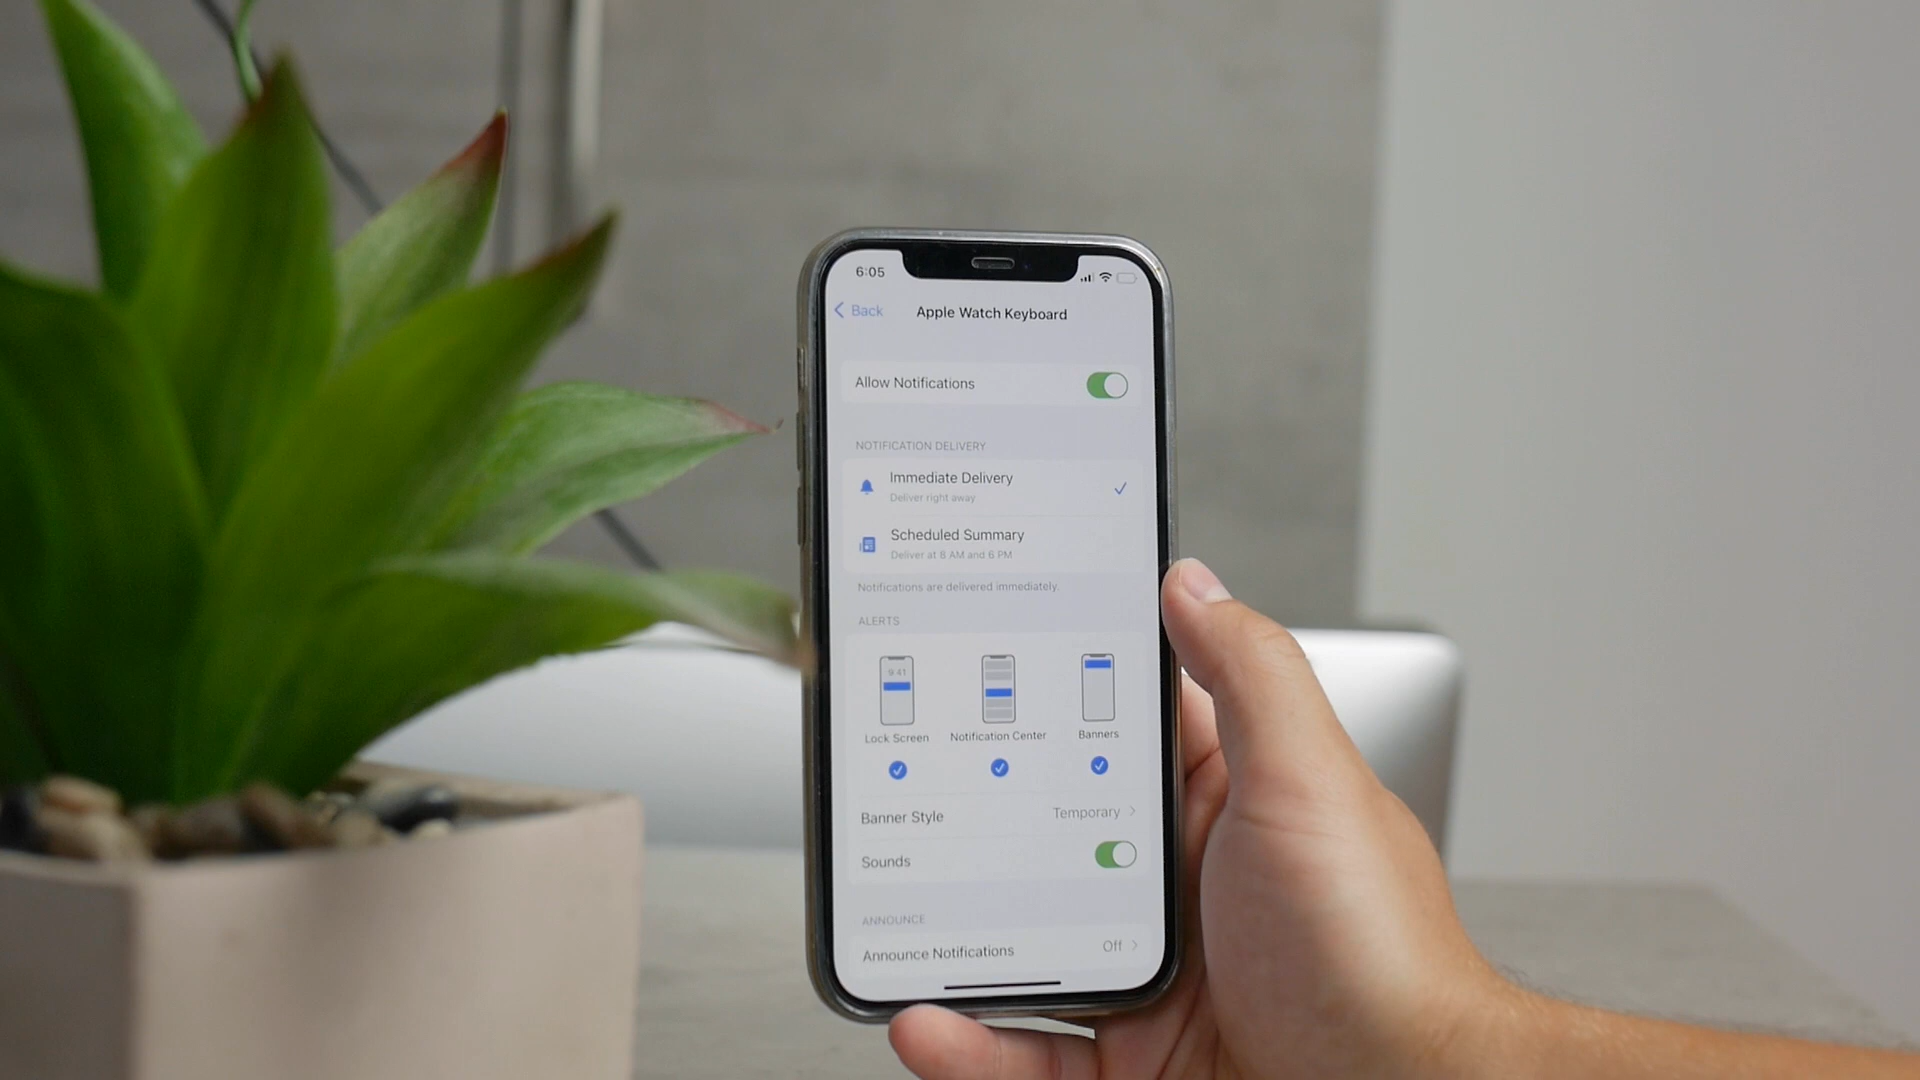 6:05
Back
Apple Watch Keyboard
Allow Notifications
NOTIFICATION DELIVERY
Immediate Delivery
Deliver right away
Scheduled Summary
Deliver at 8 AM and 6 PM
Notifications are delivered immediately.
ALERTS
9:41
Lock Screen
Notification Center
Banners
Banner Style
Temporary
Sounds
ANNOUNCE
Announce Notifications
Off